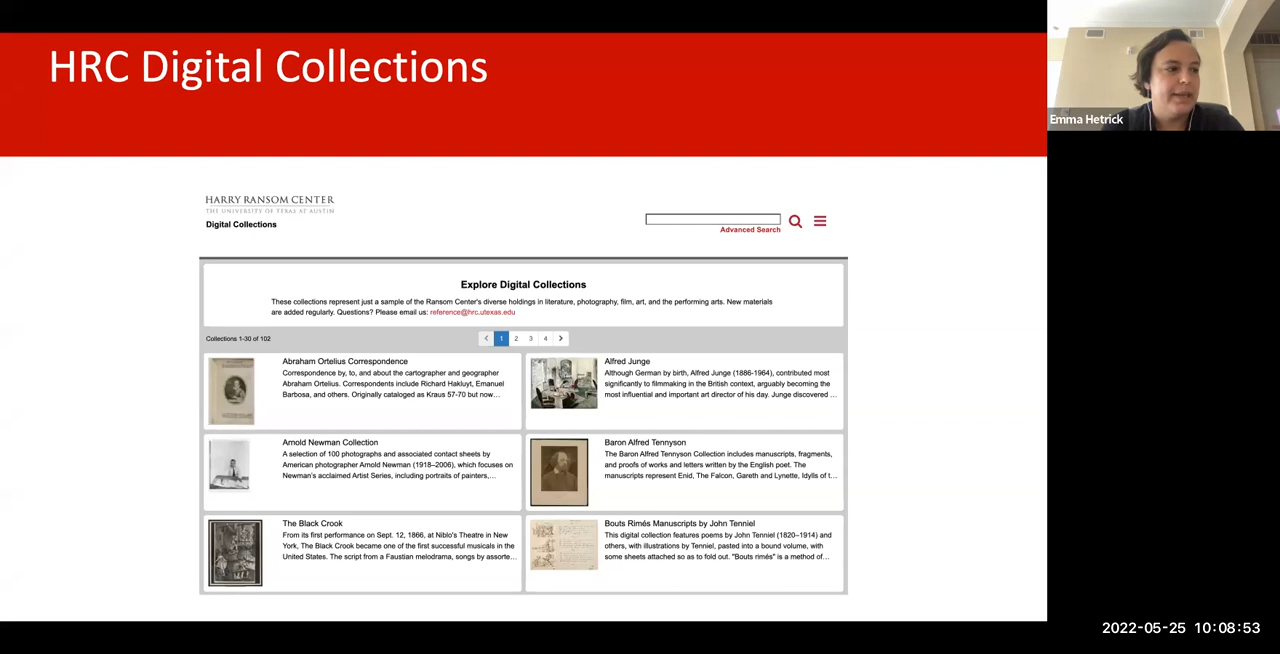 HRC Digital Collections
Emma Hetrick
HARRY RANSOM CENTER
THE UNIVERSITY OF TEXAS AT AUSTIN
Digital Collections
Advanced Search
Explore Digital Collections
These collections represent just a sample of the Ransom Center's diverse holdings in literature, photography, film, art, and the performing arts. New materials
are added regularly. Questions? Please email us: reference@hrc.utexas.edu
Collections 1-30 of 102
< 1 2 3 4 >
Abraham Ortelius Correspondence
Correspondence by, to, and about the cartographer and geographer
Abraham Ortelius. Correspondents include Richard Hakluyt, Emanuel
Barbosa, and others. Originally cataloged as Kraus 57-70 but now…
Alfred Junge
Although German by birth, Alfred Junge (1886-1964), contributed most
significantly to filmmaking in the British context, arguably becoming the
most influential and important art director of his day. Junge discovered …
Arnold Newman Collection
A selection of 100 photographs and associated contact sheets by
American photographer Arnold Newman (1918–2006), which focuses on
Newman's acclaimed Artist Series, including portraits of painters,…
Baron Alfred Tennyson
The Baron Alfred Tennyson Collection includes manuscripts, fragments,
and proofs of works and letters written by the English poet. The
manuscripts represent Enid, The Falcon, Gareth and Lynette, Idylls of t…
The Black Crook
From its first performance on Sept. 12, 1866, at Niblo's Theatre in New
York, The Black Crook became one of the first successful musicals in the
United States. The script from a Faustian melodrama, songs by assorte…
Bouts Rimés Manuscripts by John Tenniel
This digital collection features poems by John Tenniel (1820–1914) and
others, with illustrations by Tenniel, pasted into a bound volume, with
some sheets attached so as to fold out. "Bouts rimés" is a method of…
2022-05-25 10:08:53